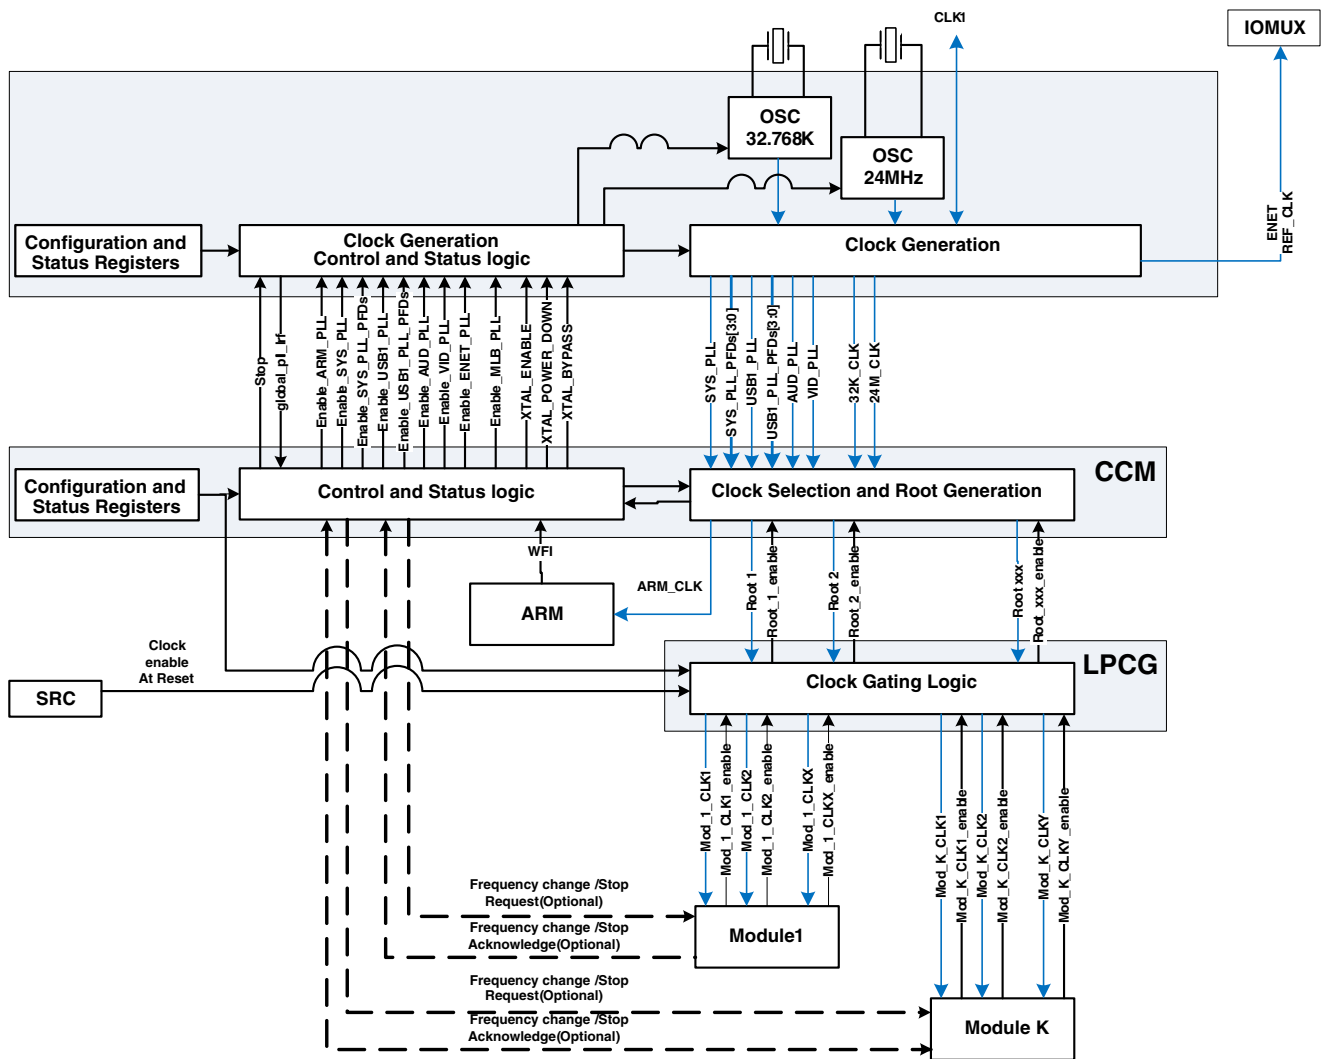 CLK1
IOMUX
OSC
32.768K
OSC
24MHz
ENET
REF_CLK
Configuration and
Status Registers
Clock Generation
Control and Status logic
Clock Generation
Stop
global_pll_irf
Enable_ARM_PLL
Enable_SYS_PLL
Enable_SYS_PLL_PFDs
Enable_USB1_PLL
Enable_USB1_PLL_PFDs
Enable_AUD_PLL
Enable_VID_PLL
Enable_ENET_PLL
Enable_MLB_PLL
XTAL_ENABLE
XTAL_POWER_DOWN
XTAL_BYPASS
SYS_PLL
SYS_PLL_PFDs[3:0]
USB1_PLL
USB1_PLL_PFDs[3:0]
AUD_PLL
VID_PLL
32K_CLK
24M_CLK
CCM
Configuration and
Status Registers
Control and Status logic
Clock Selection and Root Generation
WFI
ARM
ARM_CLK
Root 1
Root_1_enable
Root 2
Root_2_enable
Root xxx
Root_xxx_enable
Clock
enable
At Reset
SRC
LPCG
Clock Gating Logic
Mod_1_CLK1
Mod_1_CLK1_enable
Mod_1_CLK2
Mod_1_CLK2_enable
Mod_1_CLKX
Mod_1_CLKX_enable
Mod_K_CLK1
Mod_K_CLK1_enable
Mod_K_CLK2
Mod_K_CLK2_enable
Mod_K_CLKY
Mod_K_CLKY_enable
Frequency change /Stop
Request(Optional)
Frequency change /Stop
Acknowledge(Optional)
Module1
Frequency change /Stop
Request(Optional)
Frequency change /Stop
Acknowledge(Optional)
Module K